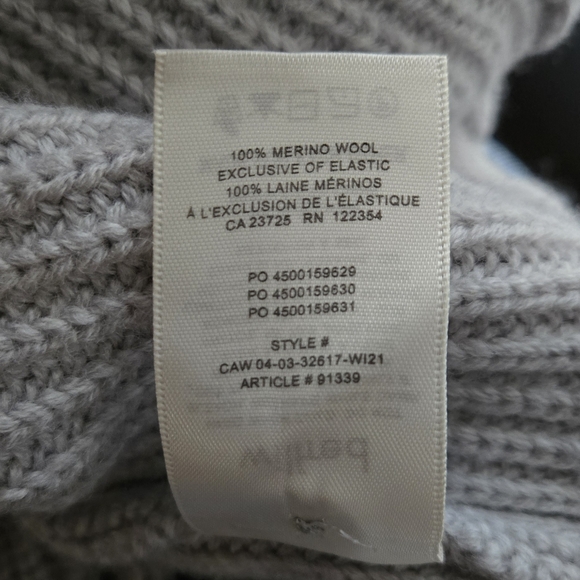 100% MERINO WOOL
EXCLUSIVE OF ELASTIC
100% LAINE MÉRINOS
À L'EXCLUSION DE L'ÉLASTIQUE
CA 23725 RN 122354
PO 4500159629
PO 4500159630
PO 4500159631
STYLE #
CAW 04-03-32617-WI21
ARTICLE # 91339
wilfred